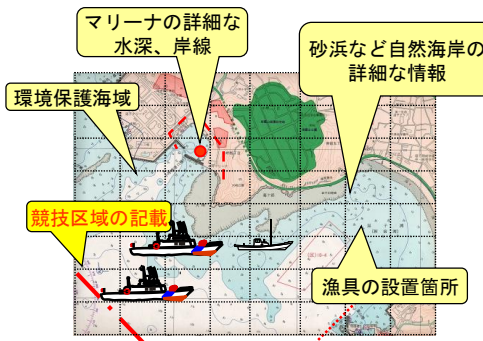 マリーナの詳細な
水深、岸線
砂浜など自然海岸の
詳細な情報
環境保護海域
競技区域の記載
漁具の設置箇所